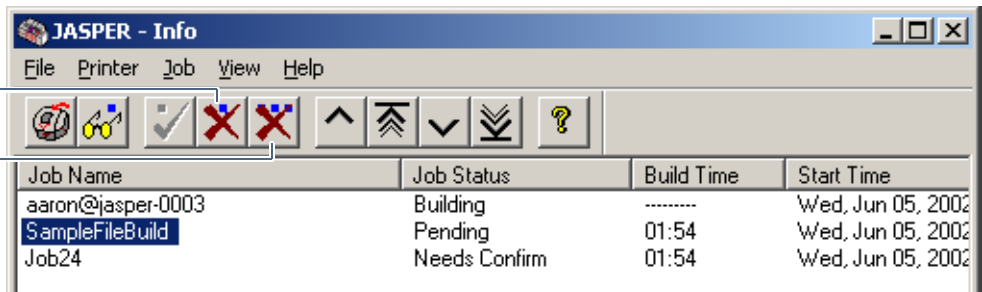 JASPER - Info
File Printer Job View Help
?
Job Name Job Status Build Time Start Time
aaron@jasper-0003 Building --------- Wed, Jun 05, 2002
SampleFileBuild Pending 01:54 Wed, Jun 05, 2002
Job24 Needs Confirm 01:54 Wed, Jun 05, 2002